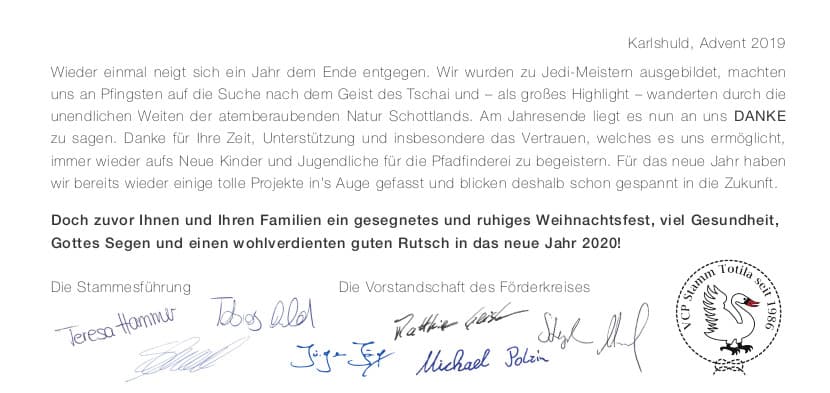 Karlshuld, Advent 2019
Wieder einmal neigt sich ein Jahr dem Ende entgegen. Wir wurden zu Jedi-Meistern ausgebildet, machten
uns an Pfingsten auf die Suche nach dem Geist des Tschai und – als großes Highlight – wanderten durch die
unendlichen Weiten der atemberaubenden Natur Schottlands. Am Jahresende liegt es nun an uns DANKE
zu sagen. Danke für Ihre Zeit, Unterstützung und insbesondere das Vertrauen, welches es uns ermöglicht,
immer wieder aufs Neue Kinder und Jugendliche für die Pfadfinderei zu begeistern. Für das neue Jahr haben
wir bereits wieder einige tolle Projekte in's Auge gefasst und blicken deshalb schon gespannt in die Zukunft.
Doch zuvor Ihnen und Ihren Familien ein gesegnetes und ruhiges Weihnachtsfest, viel Gesundheit,
Gottes Segen und einen wohlverdienten guten Rutsch in das neue Jahr 2020!
Die Stammesführung
Die Vorstandschaft des Förderkreises
Teresa Hammer
Tobias
Matthias
Jürgen
Michael Polzin
VCP Stamm Totila seit 1986